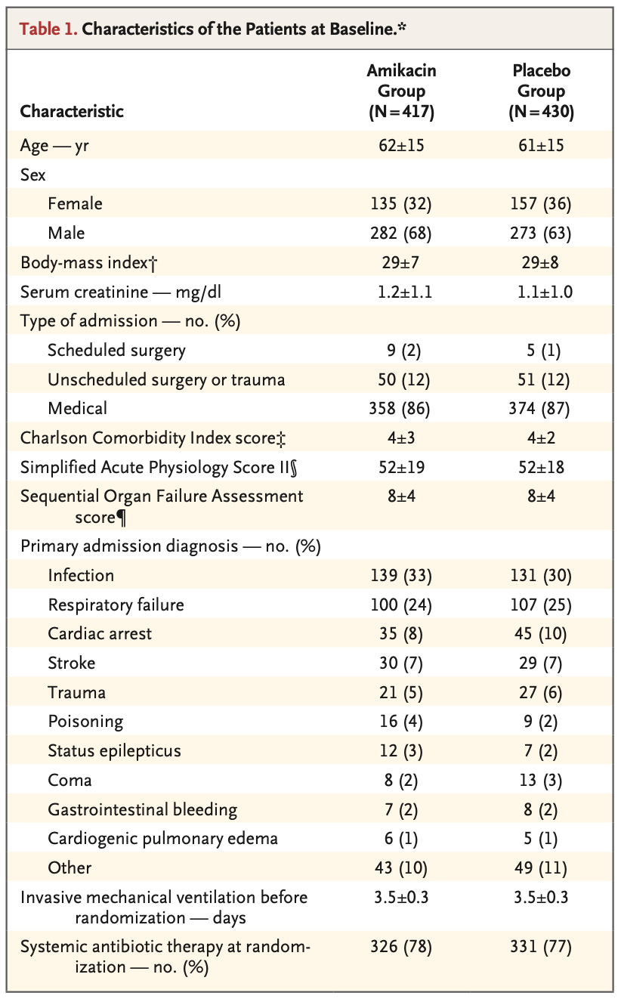 Table 1. Characteristics of the Patients at Baseline.*
Characteristic Amikacin Group (N=417) Placebo Group (N=430)
Age — yr 62±15 61±15
Sex
Female 135 (32) 157 (36)
Male 282 (68) 273 (63)
Body-mass index† 29±7 29±8
Serum creatinine — mg/dl 1.2±1.1 1.1±1.0
Type of admission — no. (%)
Scheduled surgery 9 (2) 5 (1)
Unscheduled surgery or trauma 50 (12) 51 (12)
Medical 358 (86) 374 (87)
Charlson Comorbidity Index score‡ 4±3 4±2
Simplified Acute Physiology Score II§ 52±19 52±18
Sequential Organ Failure Assessment 8±4 8±4
score¶
Primary admission diagnosis — no. (%)
Infection 139 (33) 131 (30)
Respiratory failure 100 (24) 107 (25)
Cardiac arrest 35 (8) 45 (10)
Stroke 30 (7) 29 (7)
Trauma 21 (5) 27 (6)
Poisoning 16 (4) 9 (2)
Status epilepticus 12 (3) 7 (2)
Coma 8 (2) 13 (3)
Gastrointestinal bleeding 7 (2) 8 (2)
Cardiogenic pulmonary edema 6 (1) 5 (1)
Other 43 (10) 49 (11)
Invasive mechanical ventilation before 3.5±0.3 3.5±0.3
randomization — days
Systemic antibiotic therapy at random- 326 (78) 331 (77)
ization — no. (%)